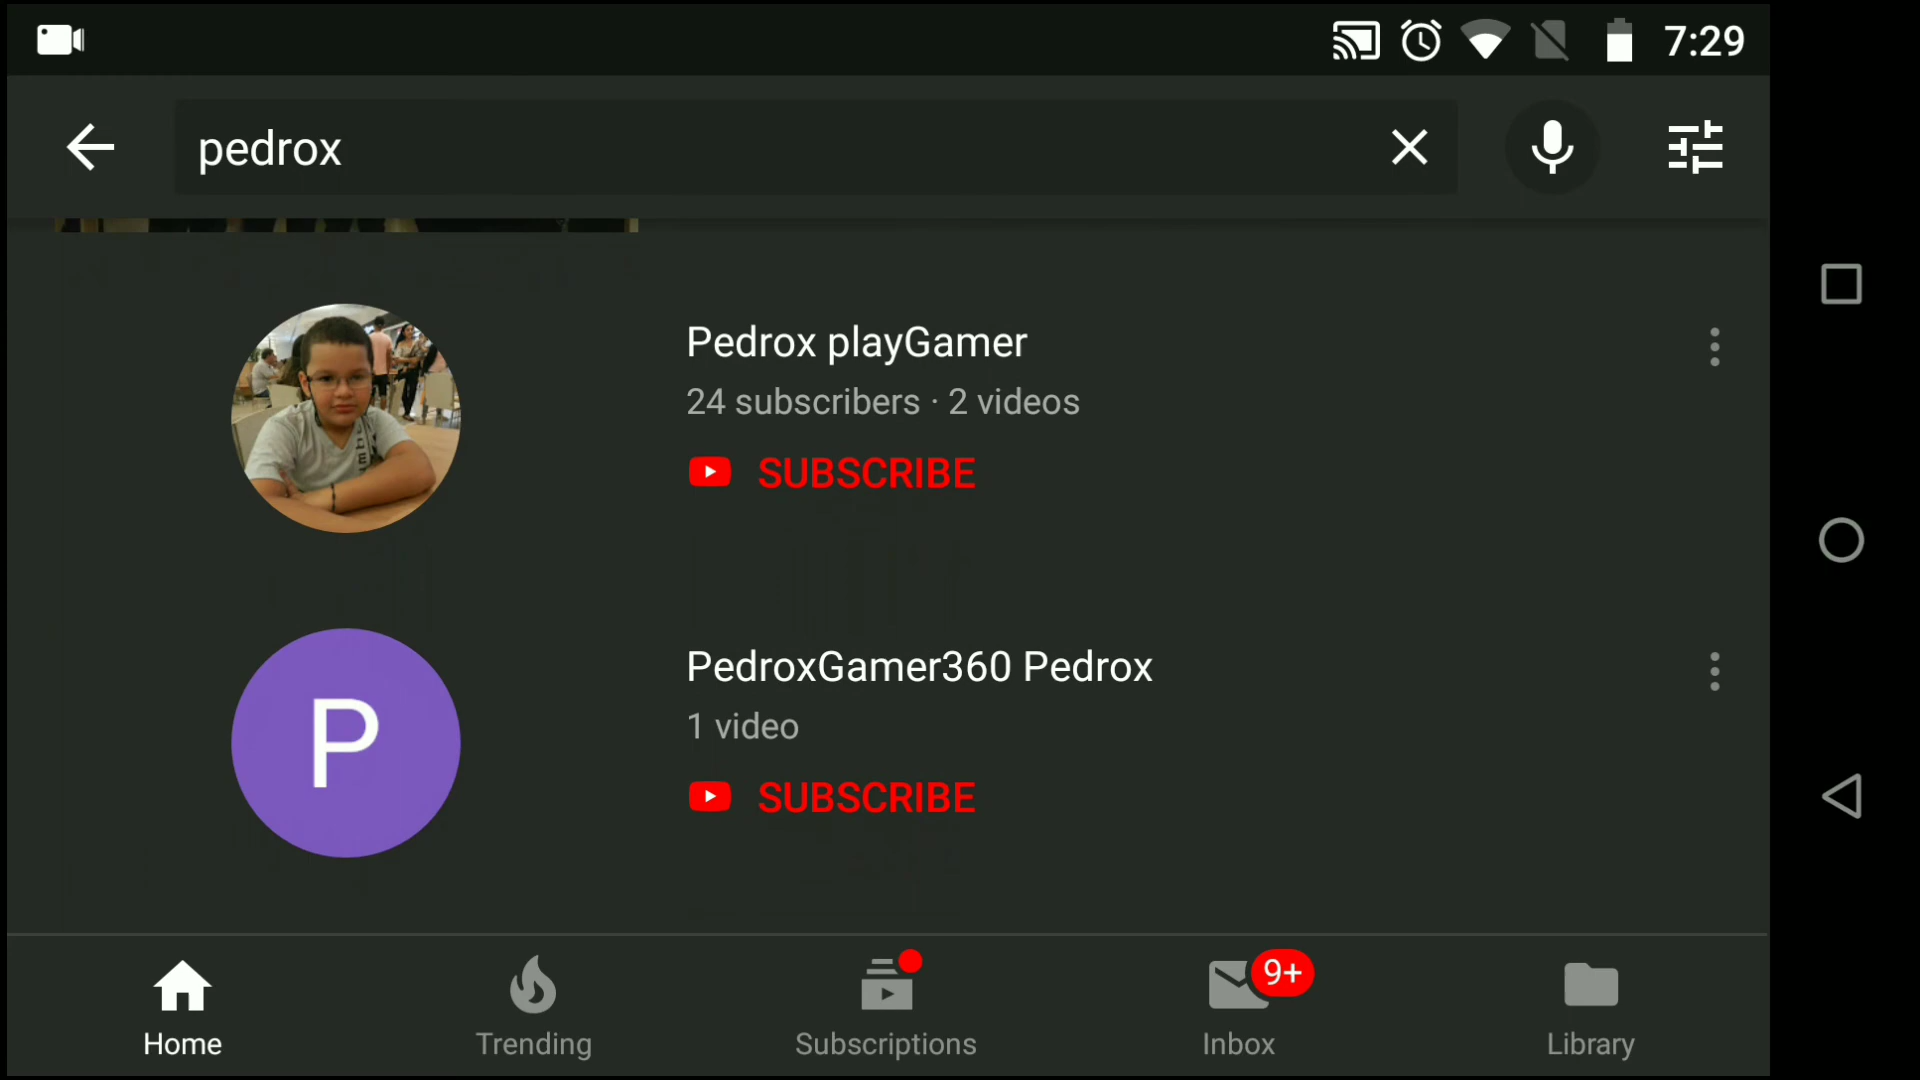 7:29
pedrox
Pedrox playGamer
24 subscribers · 2 videos
SUBSCRIBE
P
PedroxGamer360 Pedrox
1 video
SUBSCRIBE
9+
Home
Trending
Subscriptions
Inbox
Library